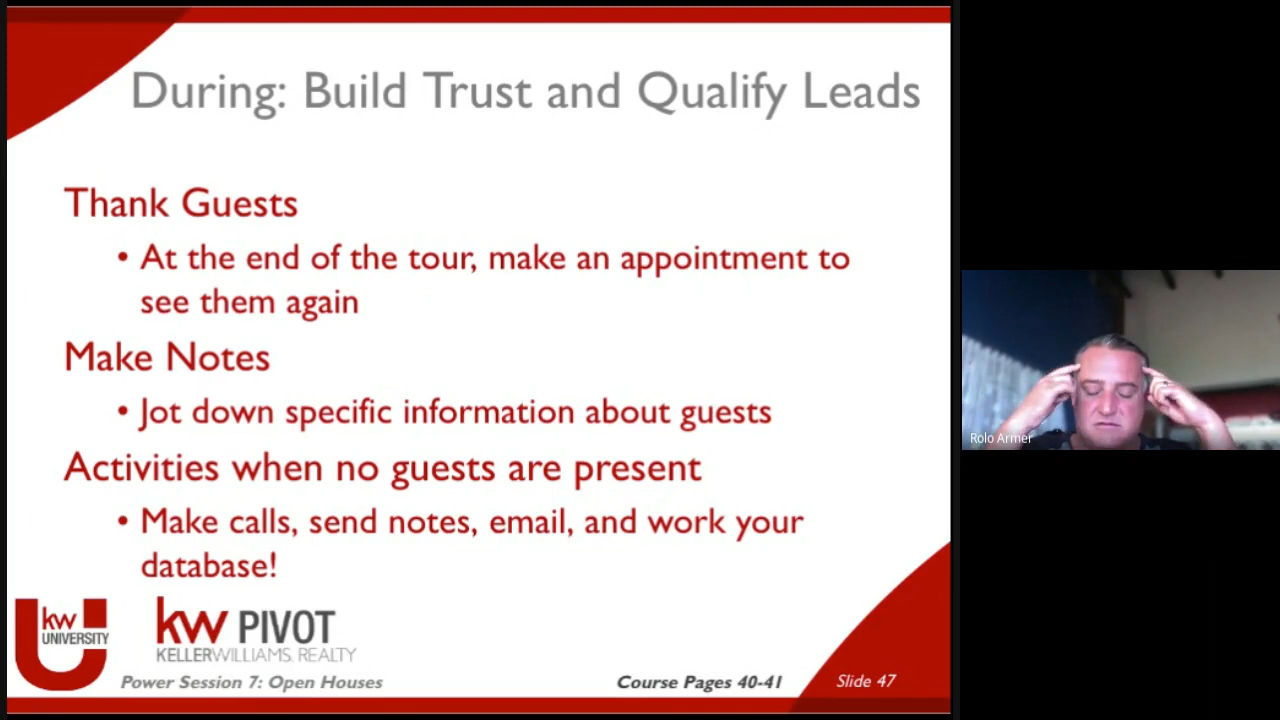 During: Build Trust and Qualify Leads
Thank Guests
• At the end of the tour, make an appointment to
see them again
Make Notes
• Jot down specific information about guests
Activities when no guests are present
• Make calls, send notes, email, and work your
database!
kw
UNIVERSITY
kw PIVOT
KELLERWILLIAMS. REALTY
Power Session 7: Open Houses
Course Pages 40-41
Slide 47
Rolo Armer